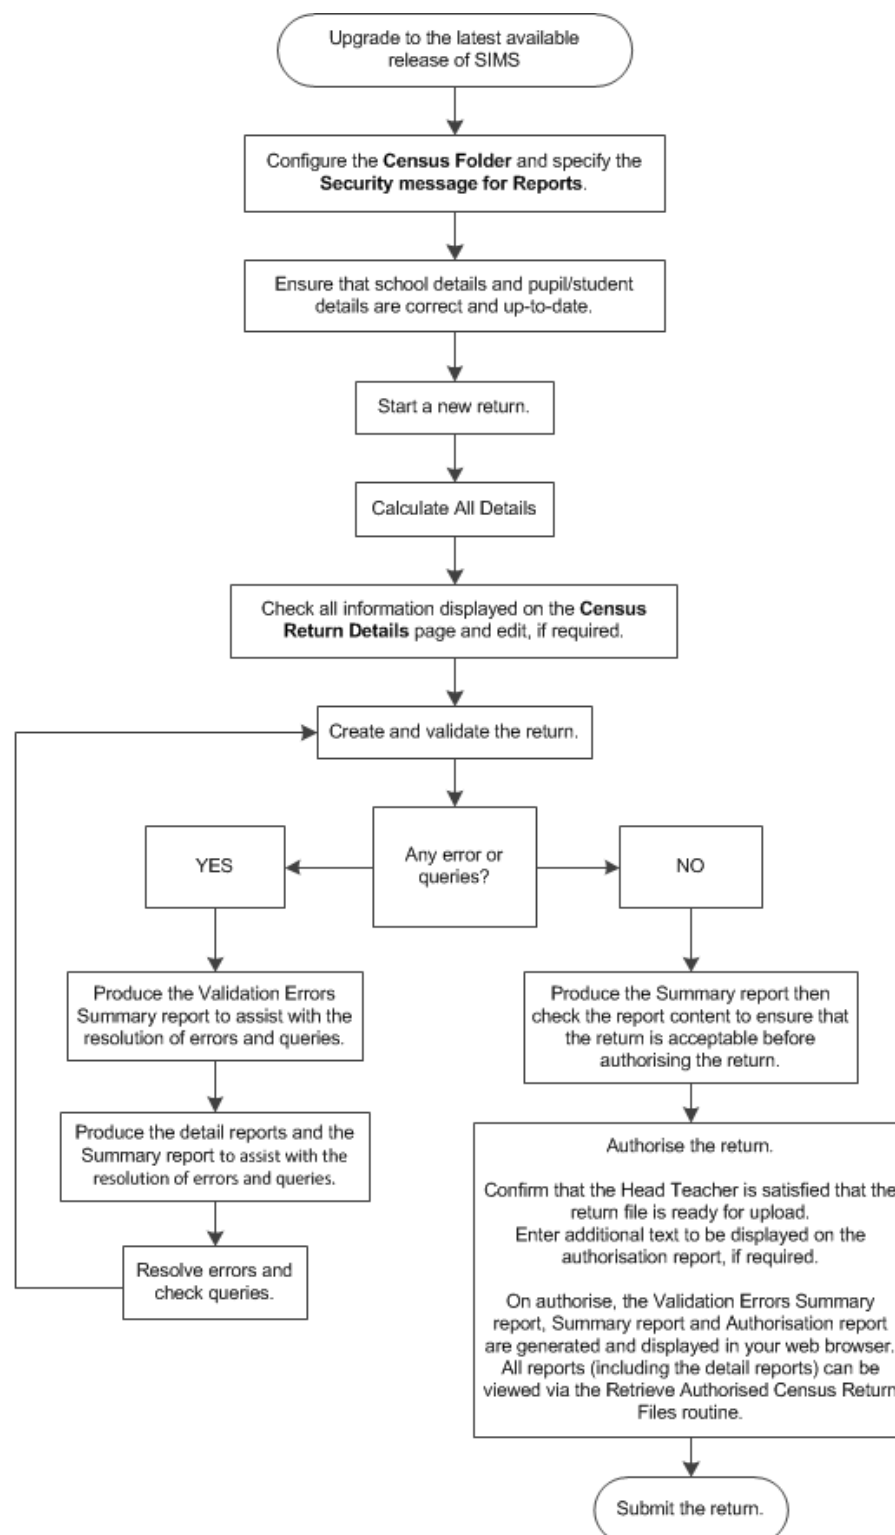 Upgrade to the latest available
release of SIMS
Configure the Census Folder and specify the
Security message for Reports.
Ensure that school details and pupil/student
details are correct and up-to-date.
Start a new return.
Calculate All Details
Check all information displayed on the Census
Return Details page and edit, if required.
Create and validate the return.
Any error or
queries?
YES
NO
Produce the Validation Errors
Summary report to assist with the
resolution of errors and queries.
Produce the detail reports and the
Summary report to assist with the
resolution of errors and queries.
Resolve errors and
check queries.
Produce the Summary report then
check the report content to ensure that
the return is acceptable before
authorising the return.
Authorise the return.
Confirm that the Head Teacher is satisfied that the
return file is ready for upload.
Enter additional text to be displayed on the
authorisation report, if required.
On authorise, the Validation Errors Summary
report, Summary report and Authorisation report
are generated and displayed in your web browser.
All reports (including the detail reports) can be
viewed via the Retrieve Authorised Census Return
Files routine.
Submit the return.